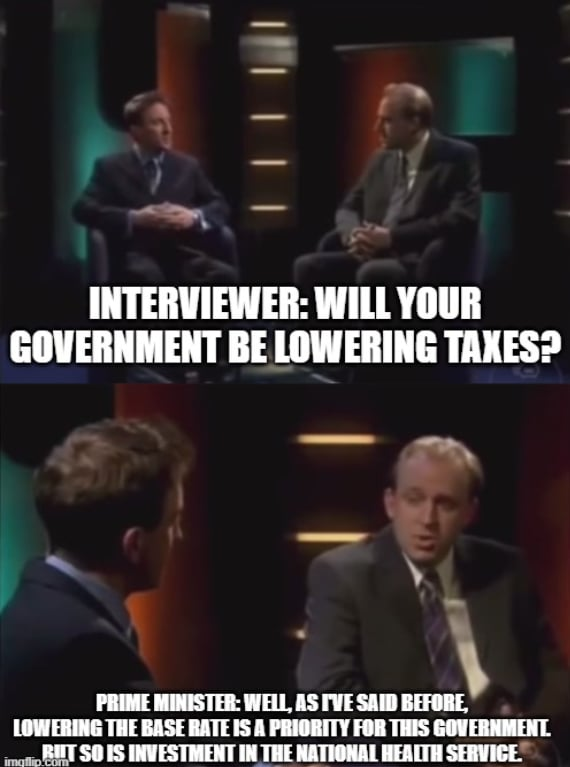 INTERVIEWER: WILL YOUR
GOVERNMENT BE LOWERING TAXES?
PRIME MINISTER: WELL, AS I'VE SAID BEFORE,
LOWERING THE BASE RATE IS A PRIORITY FOR THIS GOVERNMENT.
BUT SO IS INVESTMENT IN THE NATIONAL HEALTH SERVICE.
imgflip.com